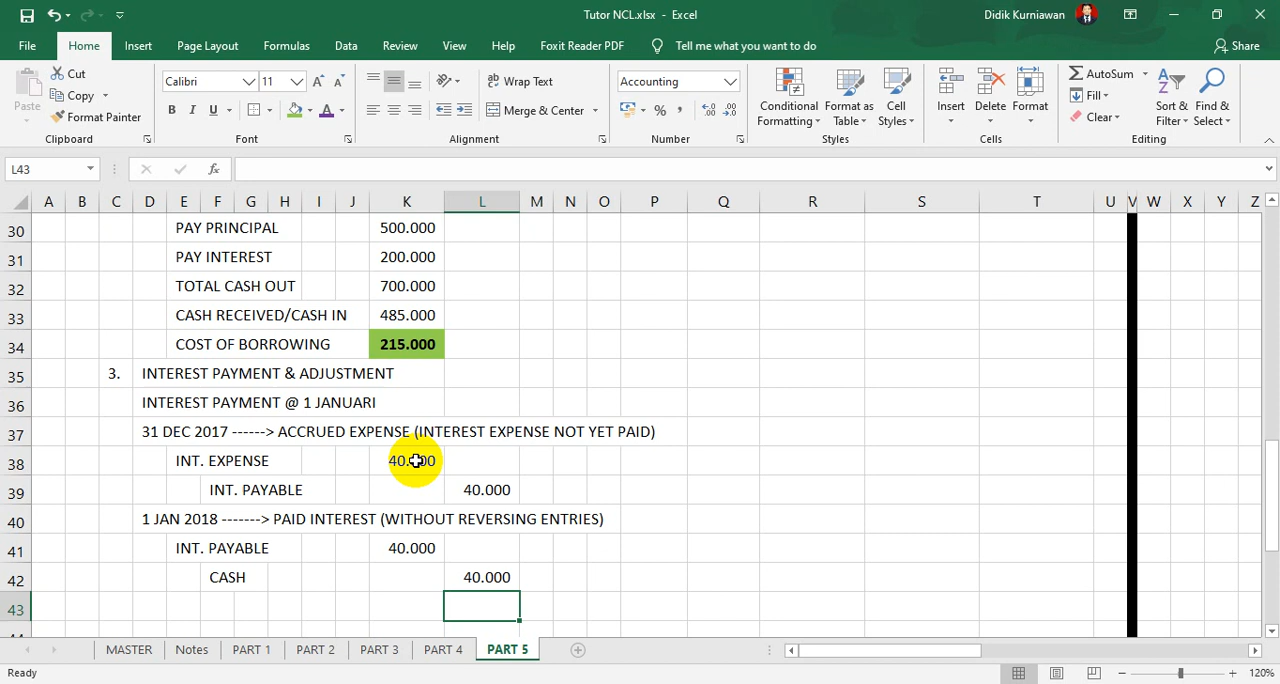 Tutor NCL.xlsx - Excel
Didik Kurniawan
File Home Insert Page Layout Formulas Data Review View Help Foxit Reader PDF Tell me what you want to do Share
Paste
Cut
Copy
Format Painter
Clipboard
Calibri 11
B I U
Font
Wrap Text
Merge & Center
Alignment
Accounting
%
Number
Conditional Formatting
Format as Table
Cell Styles
Styles
Insert
Delete
Format
Cells
AutoSum
Fill
Clear
Sort & Filter
Find & Select
Editing
L43
fx
A B C D E F G H I J K L M N O P Q R S T U V W X Y Z
30 PAY PRINCIPAL 500.000
31 PAY INTEREST 200.000
32 TOTAL CASH OUT 700.000
33 CASH RECEIVED/CASH IN 485.000
34 COST OF BORROWING 215.000
35 3. INTEREST PAYMENT & ADJUSTMENT
36 INTEREST PAYMENT @ 1 JANUARI
37 31 DEC 2017 ------> ACCRUED EXPENSE (INTEREST EXPENSE NOT YET PAID)
38 INT. EXPENSE 40.000
39 INT. PAYABLE 40.000
40 1 JAN 2018 -------> PAID INTEREST (WITHOUT REVERSING ENTRIES)
41 INT. PAYABLE 40.000
42 CASH 40.000
43
MASTER Notes PART 1 PART 2 PART 3 PART 4 PART 5
Ready
120%